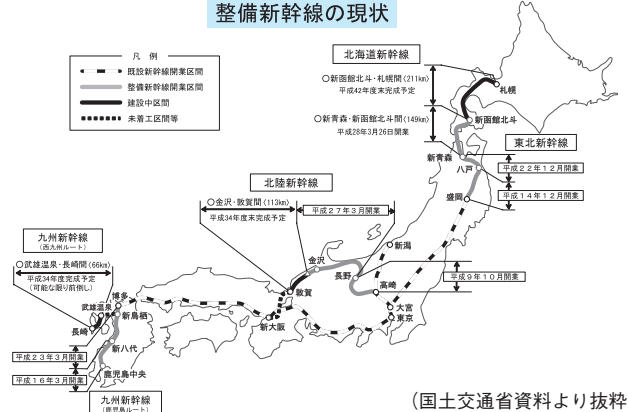 整備新幹線の現状
凡 例
既設新幹線開業区間
整備新幹線開業区間
建設中区間
未着工区間等
北海道新幹線
○新函館北斗・札幌間(211km)
平成42年度末完成予定
札幌
○新青森・新函館北斗間(149km)
平成28年3月26日開業
新函館北斗
東北新幹線
新青森
平成22年12月開業
八戸
平成14年12月開業
盛岡
北陸新幹線
○金沢・敦賀間(113km)
平成34年度末完成予定
平成27年3月開業
新潟
金沢
長野
平成9年10月開業
高崎
敦賀
大宮
東京
新大阪
九州新幹線
(西九州ルート)
○武雄温泉・長崎間(66km)
平成34年度完成予定
(可能な限り前倒し)
博多
武雄温泉
新鳥栖
長崎
新八代
平成23年3月開業
鹿児島中央
平成16年3月開業
九州新幹線
(鹿児島ルート)
(国土交通省資料より抜粋